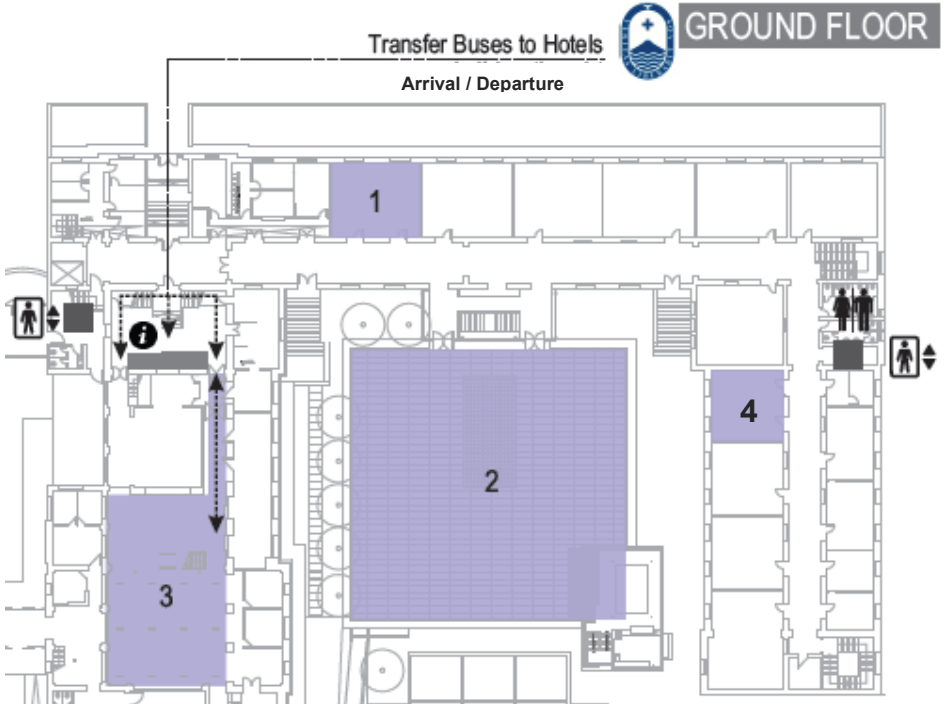 GROUND FLOOR
Transfer Buses to Hotels
Arrival / Departure
1
i
2
4
3